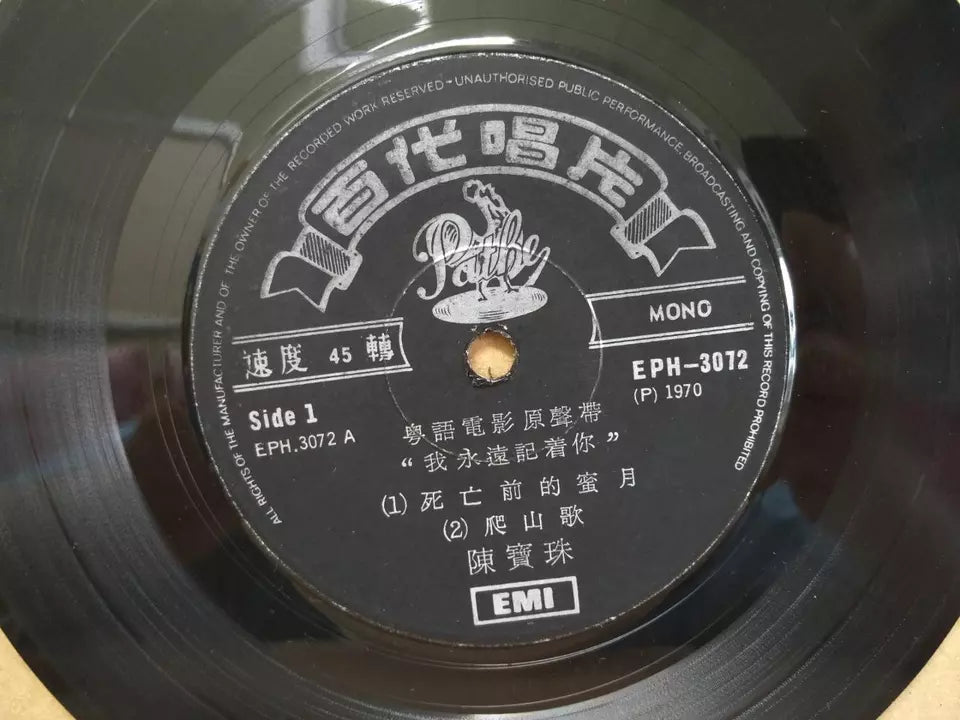 ALL RIGHTS OF THE MANUFACTURER AND OF THE OWNER OF THE RECORDED WORK RESERVED-UNAUTHORISED PUBLIC PERFORMANCE, BROADCASTING AND COPYING OF THIS RECORD PROHIBITED
百代唱片
Pathe
速度 45 轉
MONO
Side 1
EPH.3072 A
EPH-3072
(P) 1970
粵語電影原聲帶
“我永遠記着你”
(1) 死亡前的蜜月
(2) 爬山歌
陳寶珠
EMI